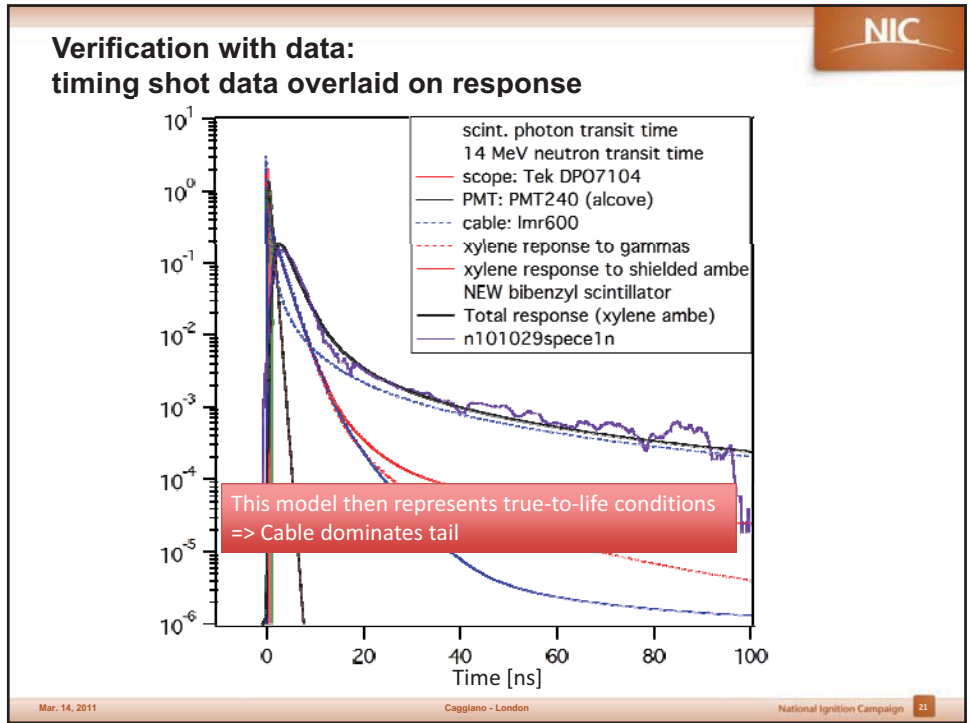 NIC
Verification with data:
timing shot data overlaid on response
10^1
10^0
10^-1
10^-2
10^-3
10^-4
10^-5
10^-6
scint. photon transit time
14 MeV neutron transit time
scope: Tek DPO7104
PMT: PMT240 (alcove)
cable: lmr600
xylene reponse to gammas
xylene response to shielded ambe
NEW bibenzyl scintillator
Total response (xylene ambe)
n101029spece1n
This model then represents true-to-life conditions
=> Cable dominates tail
0 20 40 60 80 100
Time [ns]
Mar. 14, 2011 Caggiano - London National Ignition Campaign 21